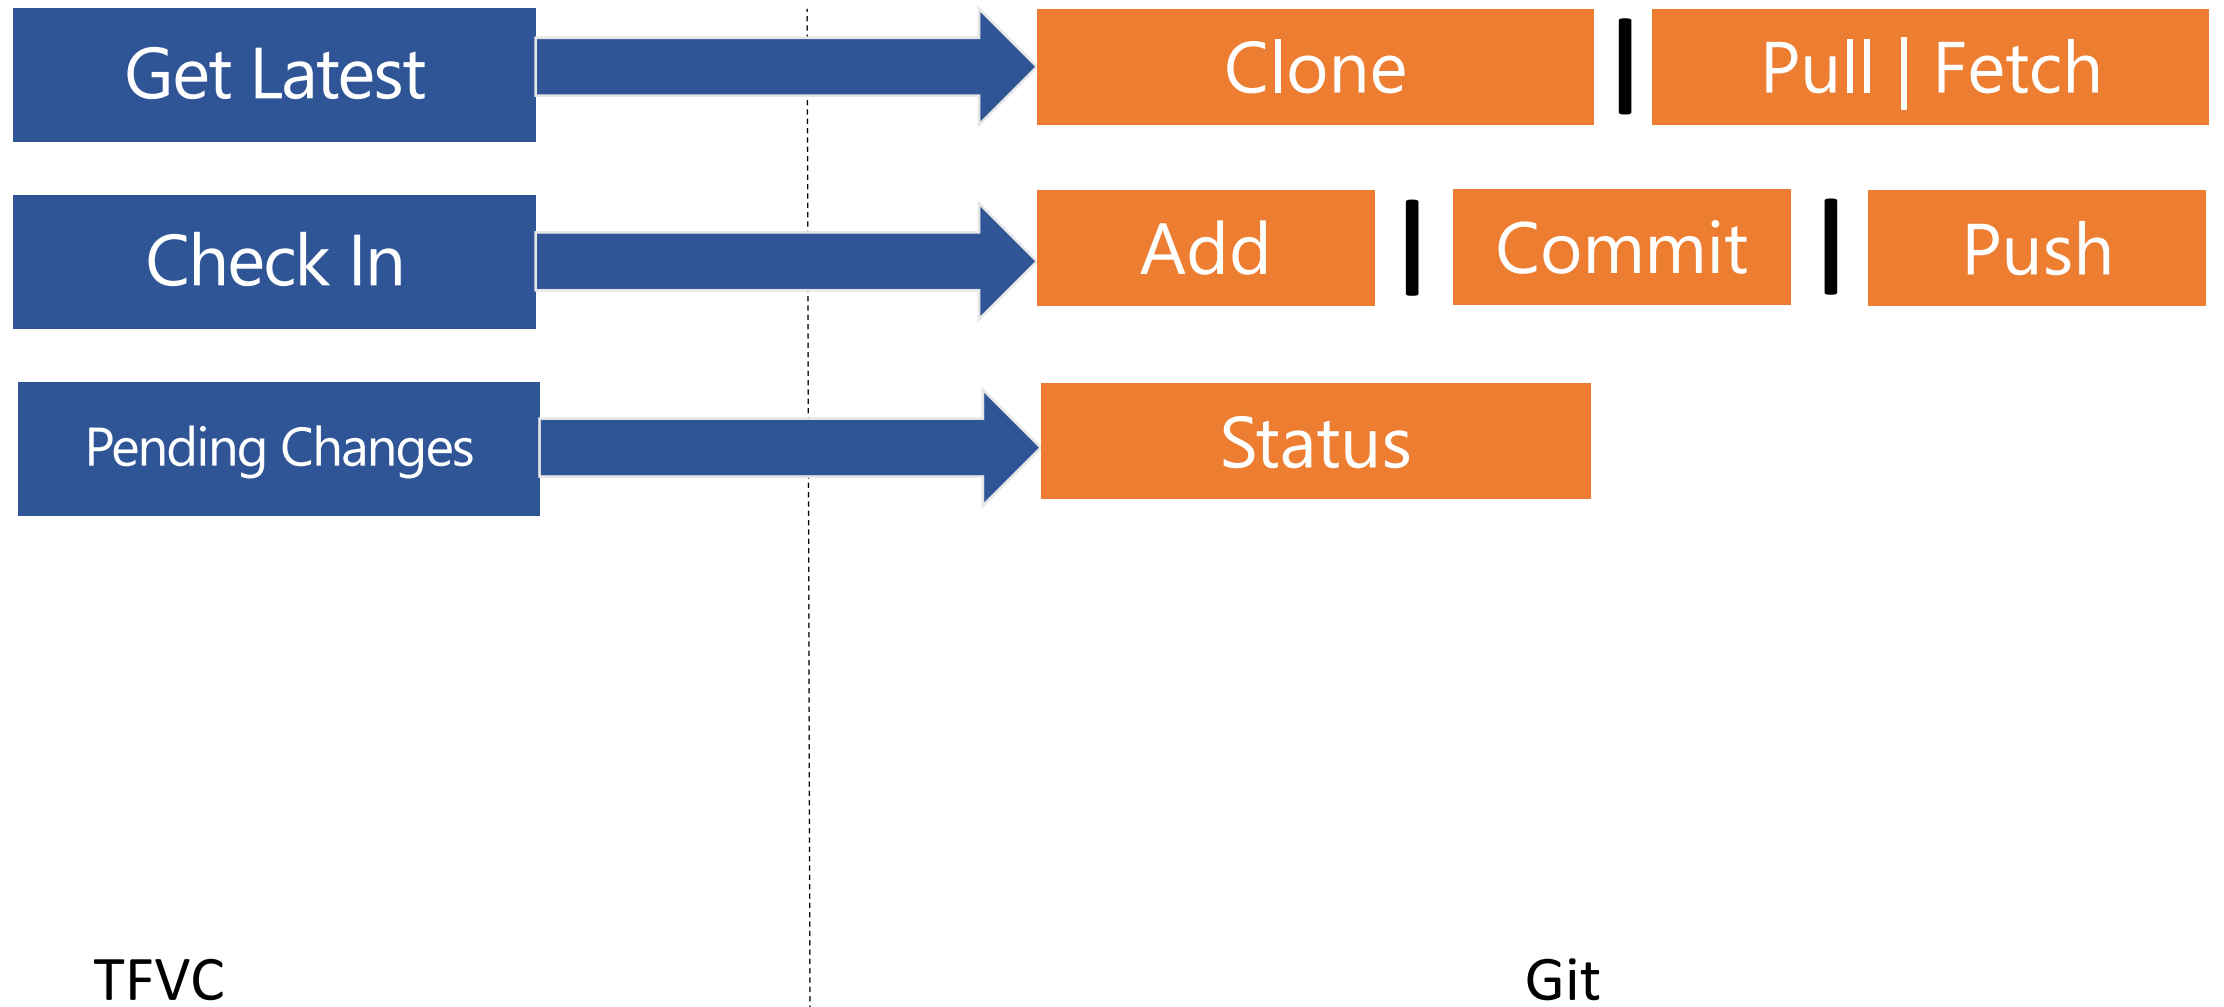 Get Latest
Clone
Pull | Fetch
Check In
Add
Commit
Push
Pending Changes
Status
TFVC
Git